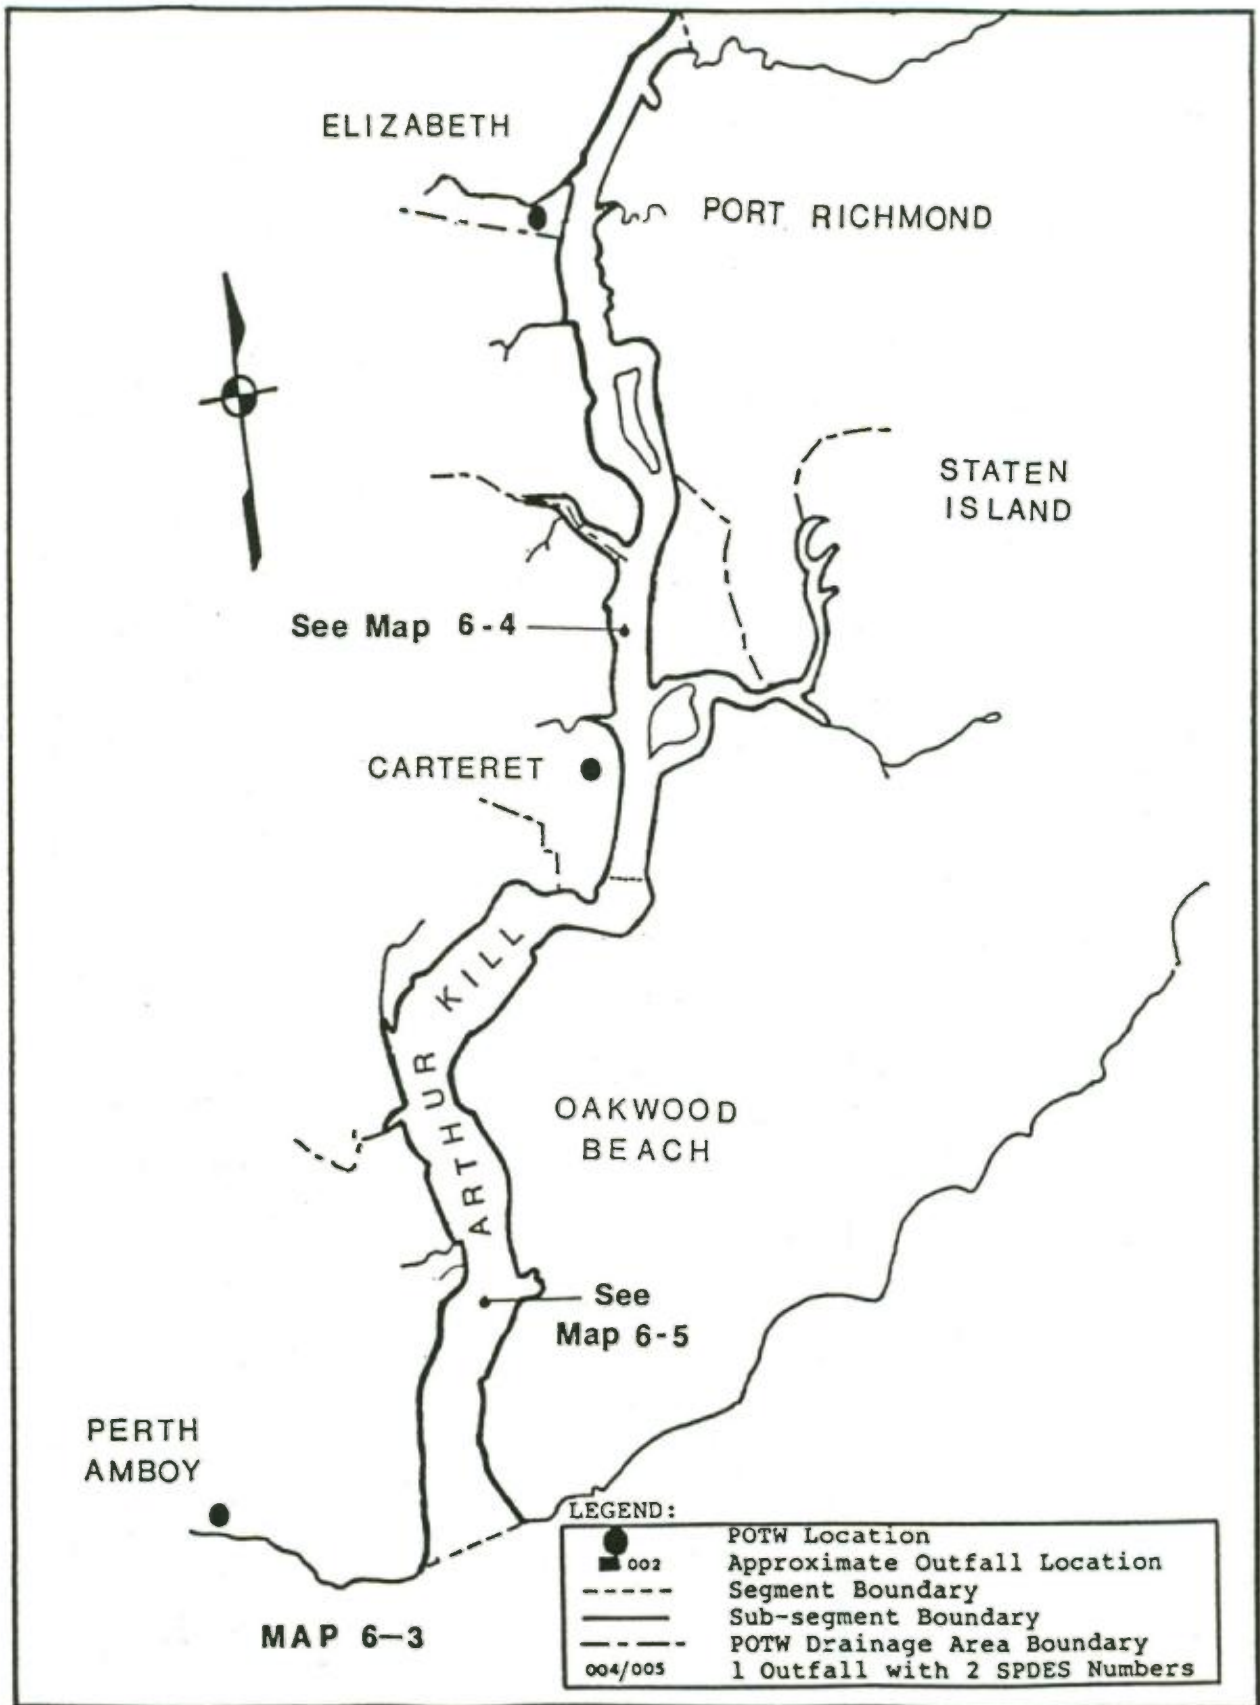 ELIZABETH
PORT RICHMOND
STATEN
ISLAND
See Map 6-4
CARTERET
ARTHUR KILL
OAKWOOD
BEACH
See
Map 6-5
PERTH
AMBOY
LEGEND:
POTW Location
002 Approximate Outfall Location
Segment Boundary
Sub-segment Boundary
POTW Drainage Area Boundary
004/005 1 Outfall with 2 SPDES Numbers
MAP 6-3